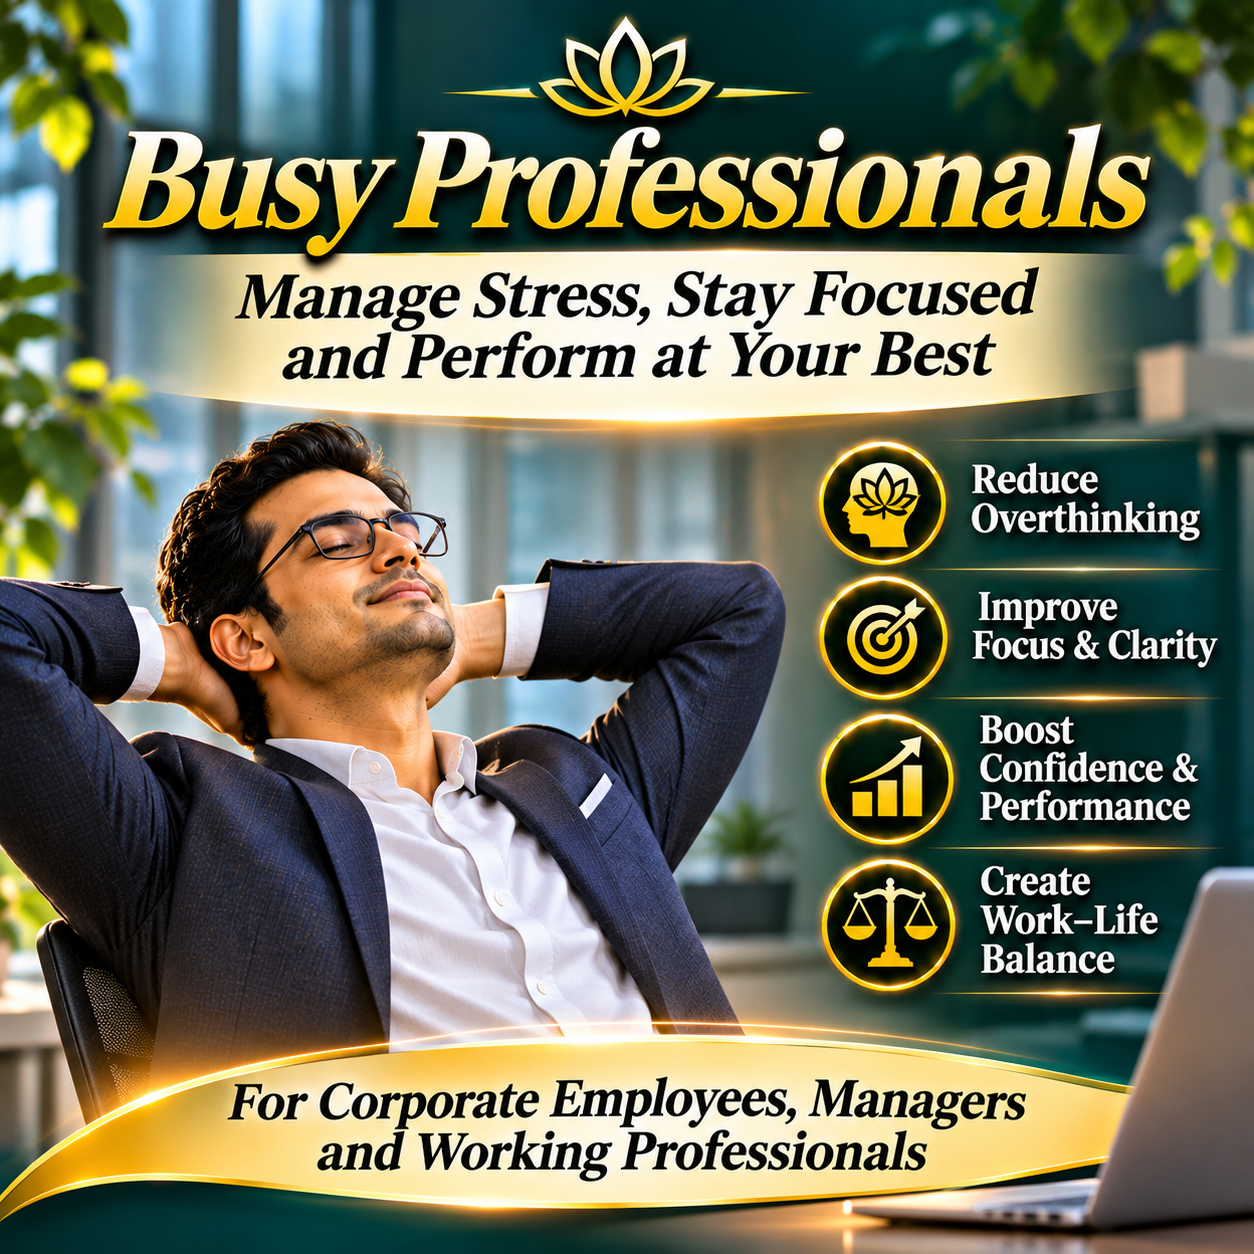 Busy Professionals
Manage Stress, Stay Focused
and Perform at Your Best
Reduce
Overthinking
Improve
Focus & Clarity
Boost
Confidence &
Performance
Create
Work–Life
Balance
For Corporate Employees, Managers
and Working Professionals